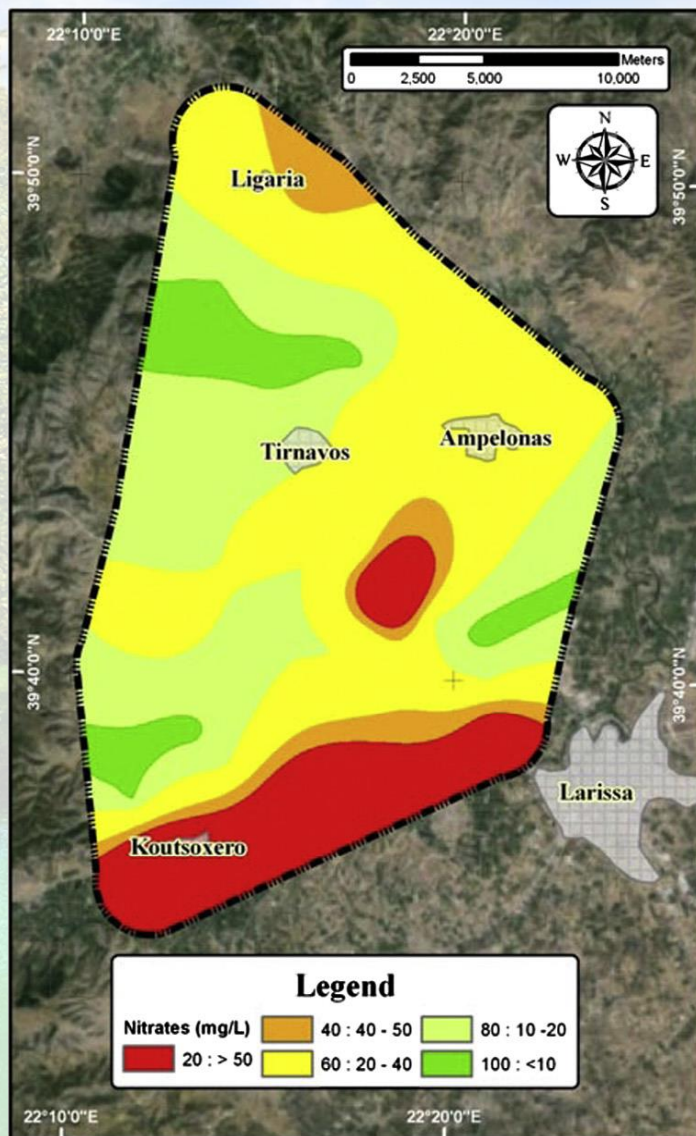 22°10'0"E 22°20'0"E
Meters
0 2,500 5,000 10,000
N
W E
S
39°50'0"N 39°50'0"N
Ligaria
Ampelonas
Tirnavos
39°40'0"N 39°40'0"N
Larissa
Koutsoxero
Legend
Nitrates (mg/L) 40 : 40 - 50 80 : 10 -20
20 : > 50 60 : 20 - 40 100 : <10
22°10'0"E 22°20'0"E